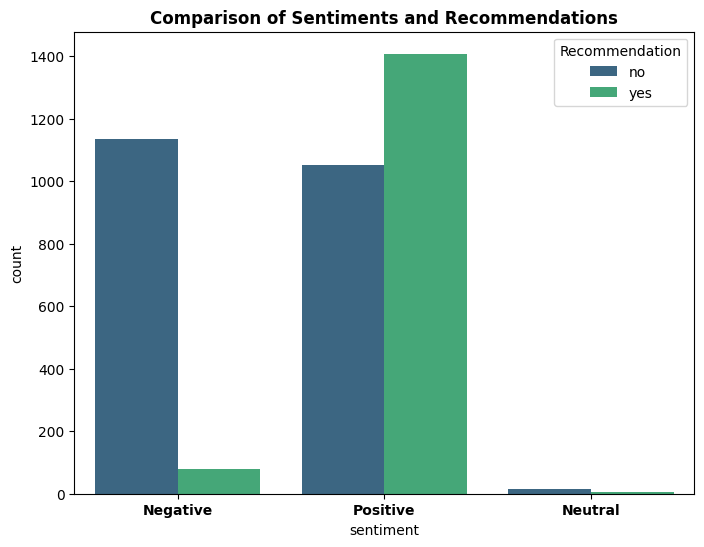 Comparison of Sentiments and Recommendations
1400
1200
1000
800
600
400
200
0
count
Recommendation
no
yes
Negative
Positive
Neutral
sentiment